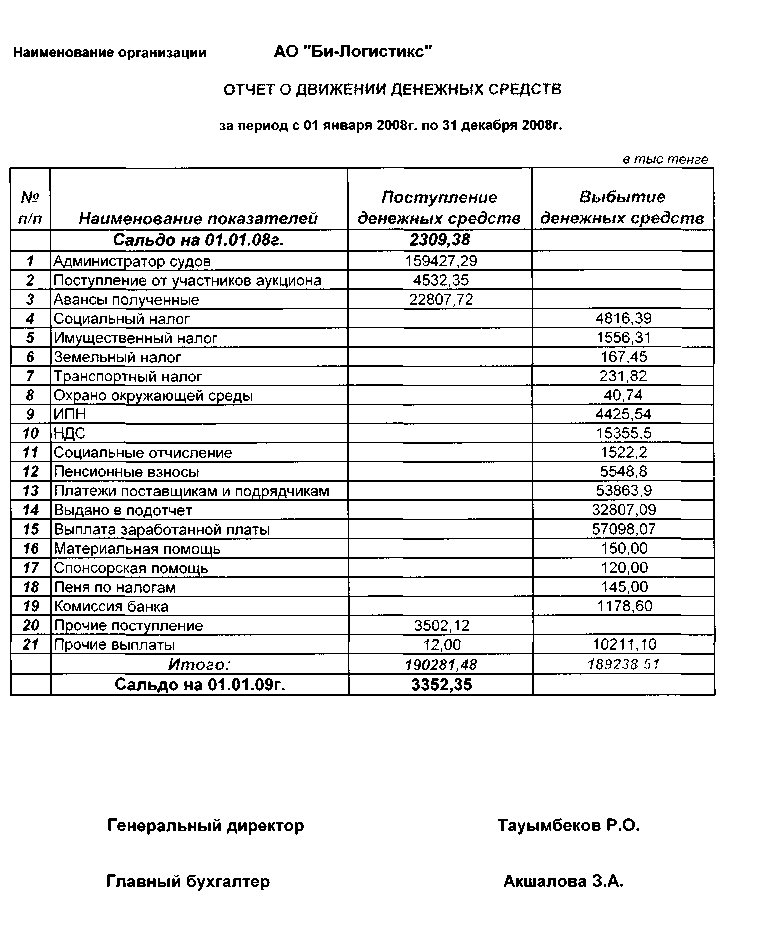 Наименование организации АО "Би-Логистикс"
ОТЧЕТ О ДВИЖЕНИИ ДЕНЕЖНЫХ СРЕДСТВ
за период с 01 января 2008г. по 31 декабря 2008г.
в тыс тенге
№ п/п Наименование показателей Поступление денежных средств Выбытие денежных средств
Сальдо на 01.01.08г. 2309,38
1 Администратор судов 159427,29
2 Поступление от участников аукциона 4532,35
3 Авансы полученные 22807,72
4 Социальный налог 4816,39
5 Имущественный налог 1556,31
6 Земельный налог 167,45
7 Транспортный налог 231,82
8 Охрано окружающей среды 40,74
9 ИПН 4425,54
10 НДС 15355,5
11 Социальные отчисление 1522,2
12 Пенсионные взносы 5548,8
13 Платежи поставщикам и подрядчикам 53863,9
14 Выдано в подотчет 32807,09
15 Выплата заработанной платы 57098,07
16 Материальная помощь 150,00
17 Спонсорская помощь 120,00
18 Пеня по налогам 145,00
19 Комиссия банка 1178,60
20 Прочие поступление 3502,12
21 Прочие выплаты 12,00 10211,10
Итого: 190281,48 189238 51
Сальдо на 01.01.09г. 3352,35
Генеральный директор Тауымбеков Р.О.
Главный бухгалтер Акшалова З.А.